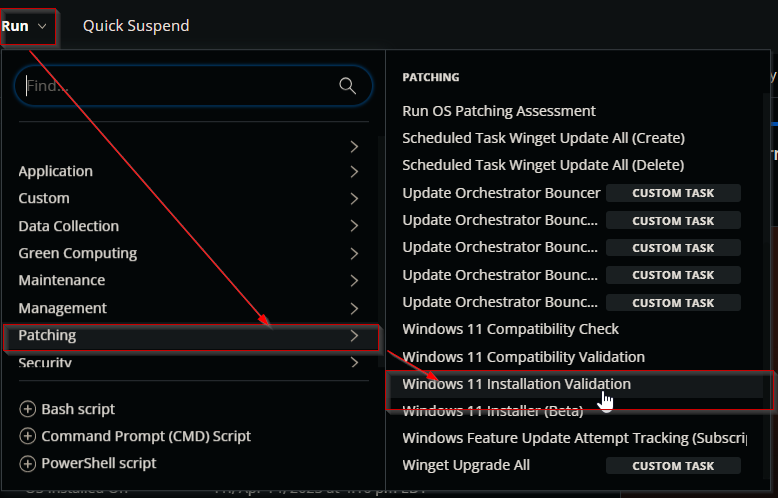 Run
Quick Suspend
Find...
Application
Custom
Data Collection
Green Computing
Maintenance
Management
Patching
Security
Bash script
Command Prompt (CMD) Script
PowerShell script
PATCHING
Run OS Patching Assessment
Scheduled Task Winget Update All (Create)
Scheduled Task Winget Update All (Delete)
Update Orchestrator Bouncer CUSTOM TASK
Update Orchestrator Bounc... CUSTOM TASK
Update Orchestrator Bounc... CUSTOM TASK
Update Orchestrator Bounc... CUSTOM TASK
Update Orchestrator Bounc... CUSTOM TASK
Windows 11 Compatibility Check
Windows 11 Compatibility Validation
Windows 11 Installation Validation
Windows 11 Installer (Beta)
Windows Feature Update Attempt Tracking (Subscrip
Winget Upgrade All CUSTOM TASK